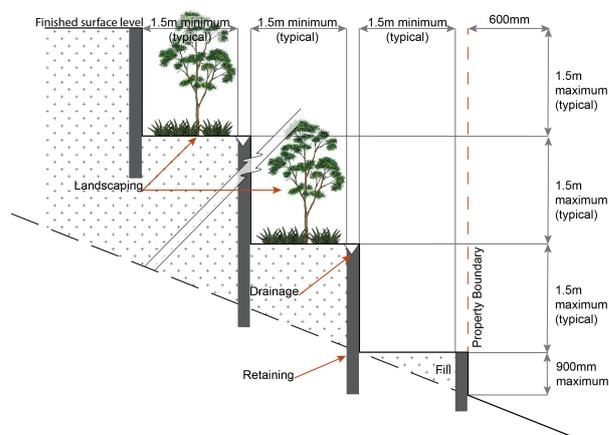 Finished surface level
1.5m minimum
(typical)
1.5m minimum
(typical)
1.5m minimum
(typical)
600mm
1.5m
maximum
(typical)
Landscaping
1.5m
maximum
(typical)
Drainage
Property Boundary
1.5m
maximum
(typical)
Retaining
Fill
900mm
maximum